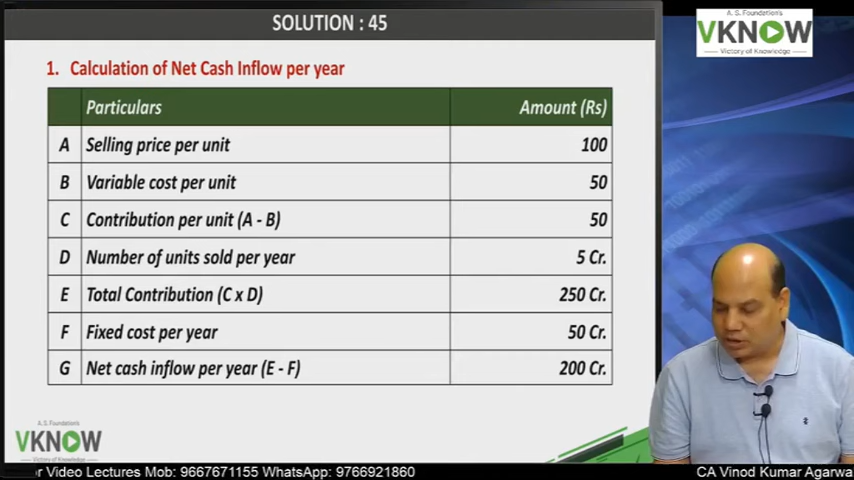 SOLUTION : 45
A. S. Foundation's
VKNOW
Victory of Knowledge
1. Calculation of Net Cash Inflow per year
Particulars Amount (Rs)
A Selling price per unit 100
B Variable cost per unit 50
C Contribution per unit (A - B) 50
D Number of units sold per year 5 Cr.
E Total Contribution (C x D) 250 Cr.
F Fixed cost per year 50 Cr.
G Net cash inflow per year (E - F) 200 Cr.
A. S. Foundation's
VKNOW
Victory of Knowledge
or Video Lectures Mob: 9667671155 WhatsApp: 9766921860 CA Vinod Kumar Agarwa